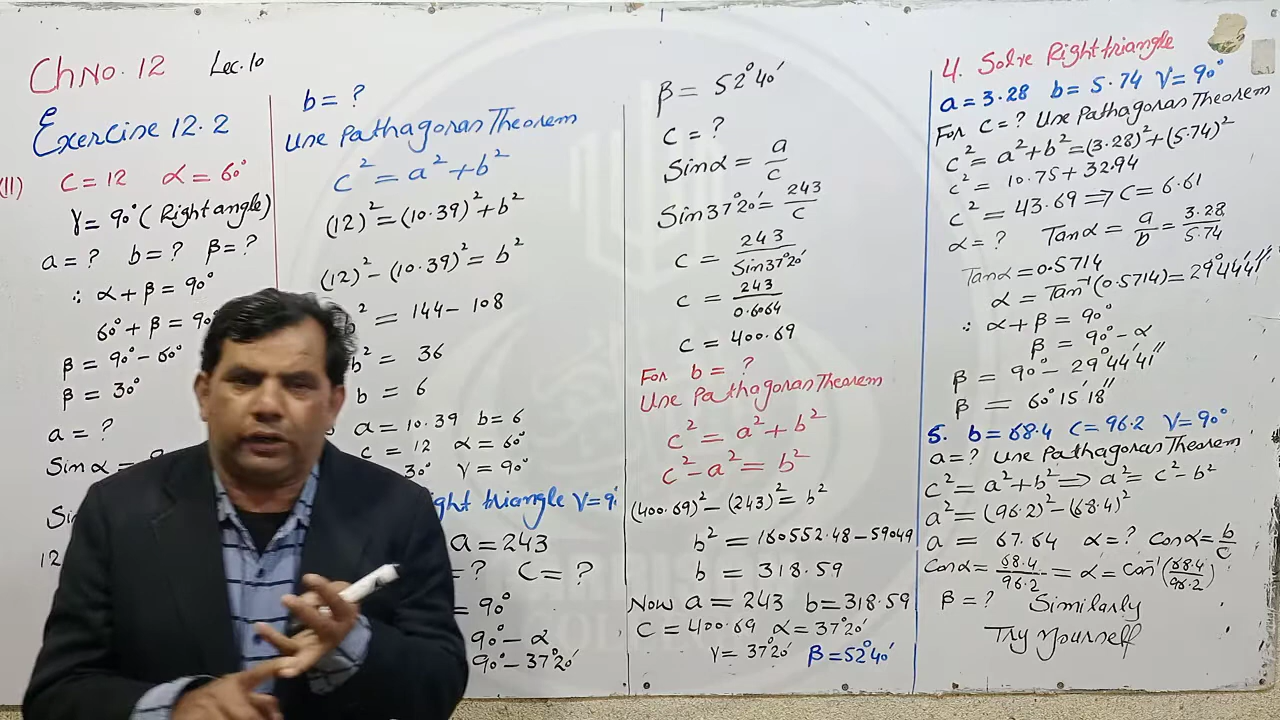 Ch No. 12 Lec. 10
Exercise 12.2
(II) C = 12 α = 60°
γ = 90° (Right angle)
a = ? b = ? β = ?
∴ α + β = 90°
60° + β = 90°
β = 90° - 60°
β = 30°
a = ?
Sin α =
12
b = ?
Use Pathagoran Theorem
c² = a² + b²
(12)² = (10.39)² + b²
(12)² - (10.39)² = b²
b² = 144 - 108
b² = 36
b = 6
a = 10.39 b = 6
c = 12 α = 60°
30° γ = 90°
ght triangle γ = 9
a = 243
= ? C = ?
= 90°
90° - α
90° - 37°20'
β = 52°40'
C = ?
Sin α = a/c
Sin 37°20' = 243/c
c = 243/Sin 37°20'
c = 243/0.6064
c = 400.69
For b = ?
Use Pathagoran Theorem
c² = a² + b²
c² - a² = b²
(400.69)² - (243)² = b²
b² = 160552.48 - 59049
b = 318.59
Now a = 243 b = 318.59
C = 400.69 α = 37°20'
γ = 37°20' β = 52°40'
4. Solve Right triangle
a = 3.28 b = 5.74 γ = 90°
For C = ? Use Pathagoran Theorem
c² = a² + b² = (3.28)² + (5.74)²
c² = 10.75 + 32.94
c² = 43.69 ⇒ C = 6.61
α = ? Tan α = a/b = 3.28/5.74
Tan α = 0.5714
α = Tan⁻¹(0.5714) = 29°44'41''
∴ α + β = 90°
β = 90° - α
β = 90° - 29°44'41''
β = 60°15'18''
5. b = 68.4 C = 96.2 γ = 90°
a = ? Use Pathagoran Theorem
c² = a² + b² ⇒ a² = c² - b²
a² = (96.2)² - (68.4)²
a = 67.64 α = ? Cos α = b/c
Cos α = 68.4/96.2 = α = Cos⁻¹(68.4/96.2)
β = ? Similarly
Try Yourself